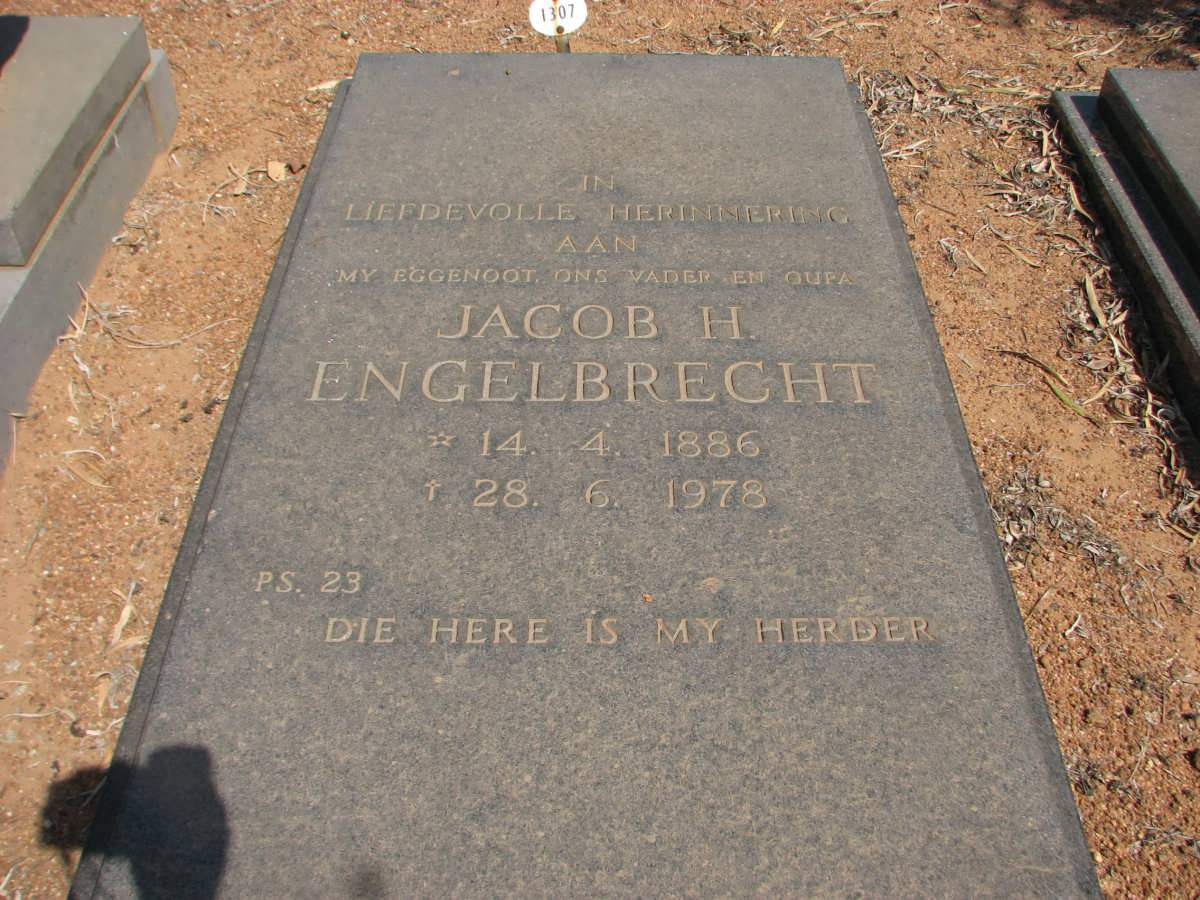 1307
IN
LIEFDEVOLLE HERINNERING
AAN
MY EGGENOOT, ONS VADER EN OUPA
JACOB H.
ENGELBRECHT
* 14. 4. 1886
† 28. 6. 1978
PS. 23
DIE HERE IS MY HERDER